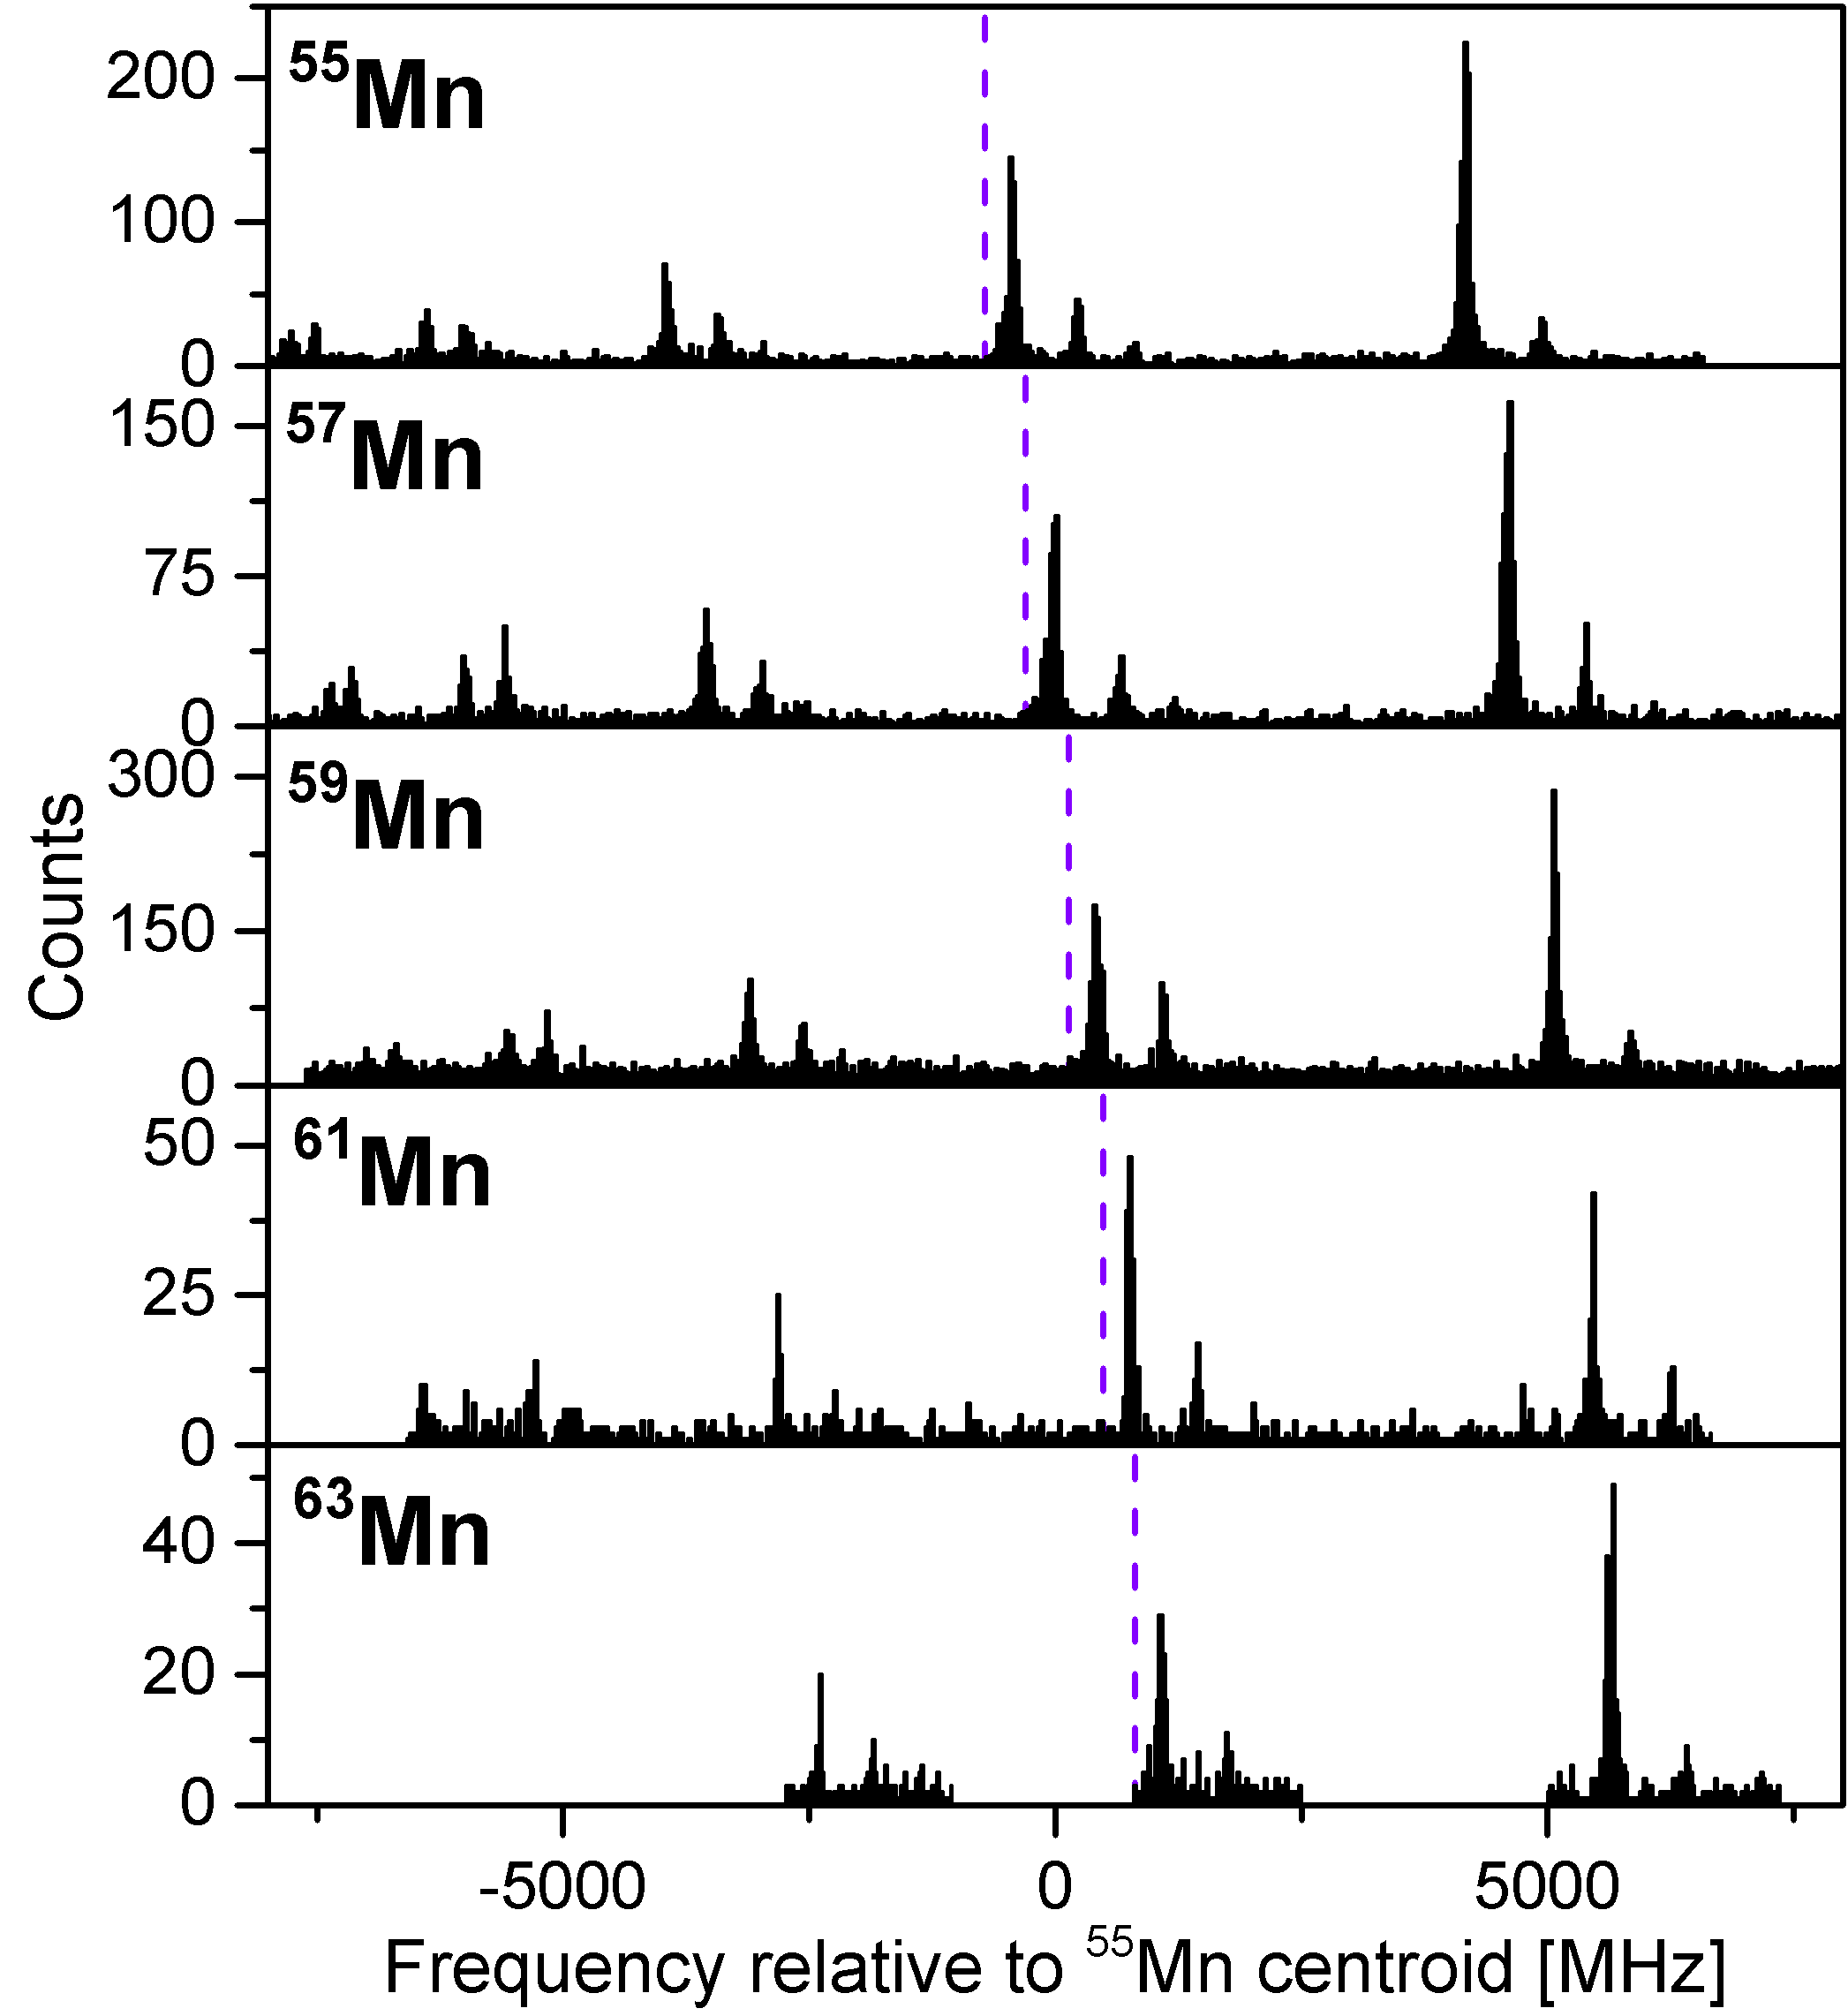 55Mn
200
100
0
57Mn
150
75
0
59Mn
300
150
0
61Mn
50
25
0
63Mn
40
20
0
Counts
-5000 0 5000
Frequency relative to 55Mn centroid [MHz]